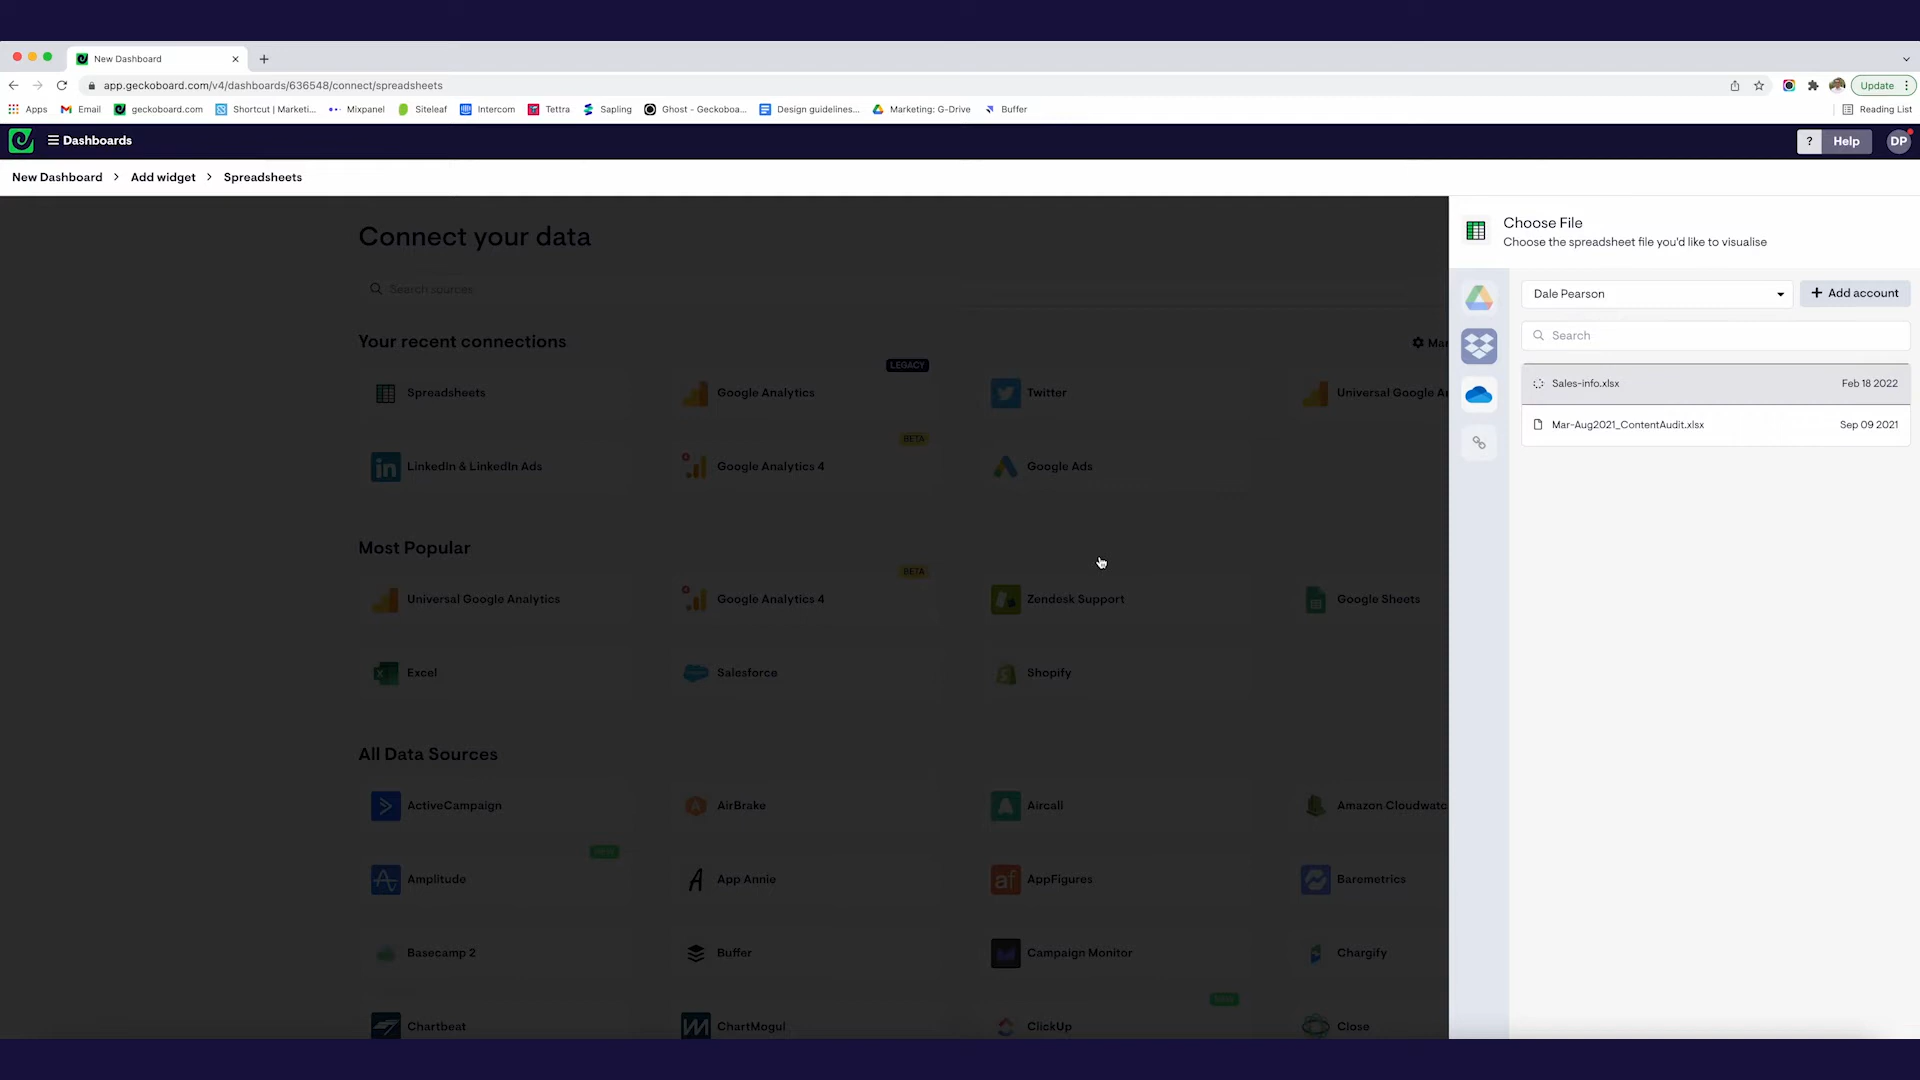 New Dashboard
app.geckoboard.com/v4/dashboards/636548/connect/spreadsheets
Update
Apps Email geckoboard.com Shortcut | Marketi... Mixpanel Siteleaf Intercom Tettra Sapling Ghost - Geckoboa... Design guidelines... Marketing: G-Drive Buffer Reading List
Dashboards ? Help DP
New Dashboard > Add widget > Spreadsheets
Connect your data
Search sources
Your recent connections
LEGACY
Spreadsheets Google Analytics Twitter Universal Google A
BETA
LinkedIn & LinkedIn Ads Google Analytics 4 Google Ads
Most Popular
BETA
Universal Google Analytics Google Analytics 4 Zendesk Support Google Sheets
Excel Salesforce Shopify
All Data Sources
ActiveCampaign AirBrake Aircall Amazon Cloudwatc
NEW
Amplitude App Annie AppFigures Baremetrics
Basecamp 2 Buffer Campaign Monitor Chargify
NEW
Chartbeat ChartMogul ClickUp Close
Choose File
Choose the spreadsheet file you'd like to visualise
Dale Pearson + Add account
Search
Sales-info.xlsx Feb 18 2022
Mar-Aug2021_ContentAudit.xlsx Sep 09 2021